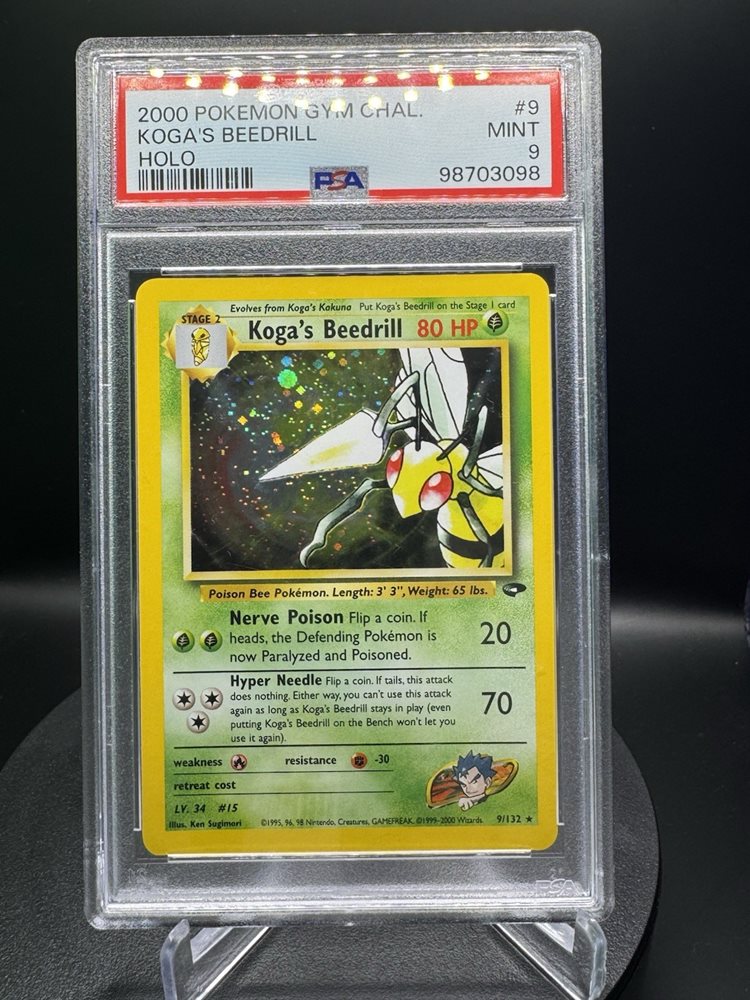 2000 POKEMON GYM CHAL. #9
KOGA'S BEEDRILL MINT
HOLO 9
PSA 98703098
Evolves from Koga's Kakuna Put Koga's Beedrill on the Stage 1 card
STAGE 2
Koga's Beedrill 80 HP
Poison Bee Pokémon. Length: 3' 3", Weight: 65 lbs.
Nerve Poison Flip a coin. If
heads, the Defending Pokémon is
now Paralyzed and Poisoned.
20
Hyper Needle Flip a coin. If tails, this attack
does nothing. Either way, you can't use this attack
again as long as Koga's Beedrill stays in play (even
putting Koga's Beedrill on the Bench won't let you
use it again).
70
weakness resistance -30
retreat cost
LV. 34 #15
Illus. Ken Sugimori ©1995, 96, 98 Nintendo, Creatures, GAMEFREAK. ©1999-2000 Wizards. 9/132 ★
PSA